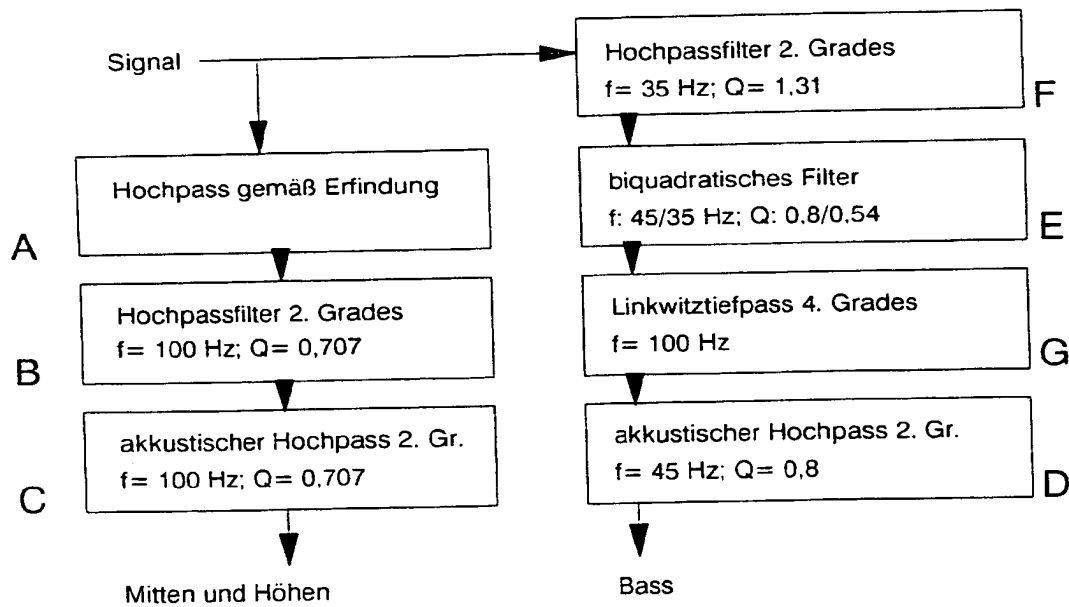 Signal
Hochpassfilter 2. Grades
f= 35 Hz; Q= 1,31
F
Hochpass gemäß Erfindung
A
biquadratisches Filter
f: 45/35 Hz; Q: 0,8/0,54
E
Hochpassfilter 2. Grades
f= 100 Hz; Q= 0,707
B
Linkwitztiefpass 4. Grades
f= 100 Hz
G
akkustischer Hochpass 2. Gr.
f= 100 Hz; Q= 0,707
C
akkustischer Hochpass 2. Gr.
f= 45 Hz; Q= 0,8
D
Mitten und Höhen
Bass